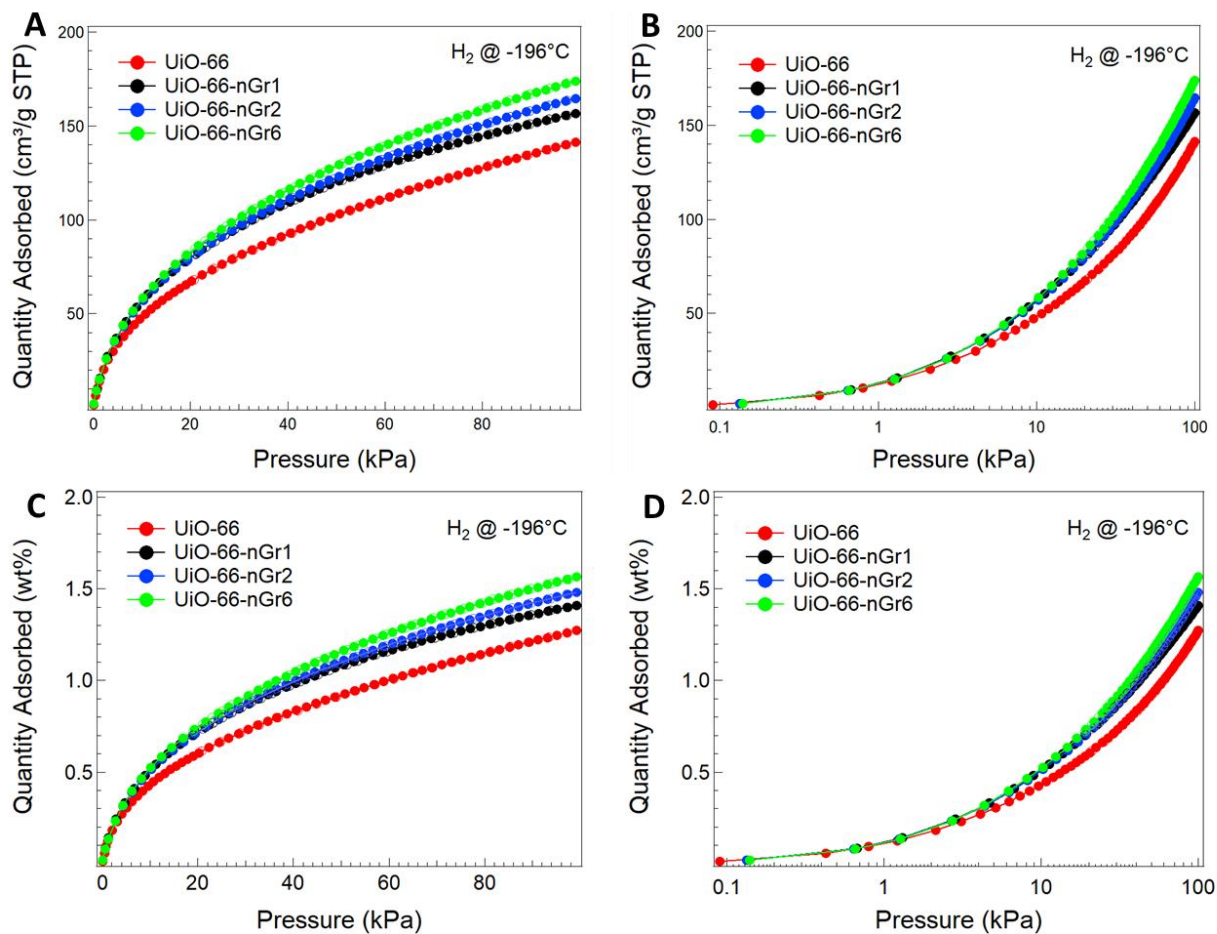 A
Quantity Adsorbed (cm³/g STP)
200
150
100
50
H₂ @ -196°C
UiO-66
UiO-66-nGr1
UiO-66-nGr2
UiO-66-nGr6
0
20
40
60
80
Pressure (kPa)
B
Quantity Adsorbed (cm³/g STP)
200
150
100
50
H₂ @ -196°C
UiO-66
UiO-66-nGr1
UiO-66-nGr2
UiO-66-nGr6
0.1
1
10
100
Pressure (kPa)
C
Quantity Adsorbed (wt%)
2.0
1.5
1.0
0.5
H₂ @ -196°C
UiO-66
UiO-66-nGr1
UiO-66-nGr2
UiO-66-nGr6
0
20
40
60
80
Pressure (kPa)
D
Quantity Adsorbed (wt%)
2.0
1.5
1.0
0.5
H₂ @ -196°C
UiO-66
UiO-66-nGr1
UiO-66-nGr2
UiO-66-nGr6
0.1
1
10
100
Pressure (kPa)